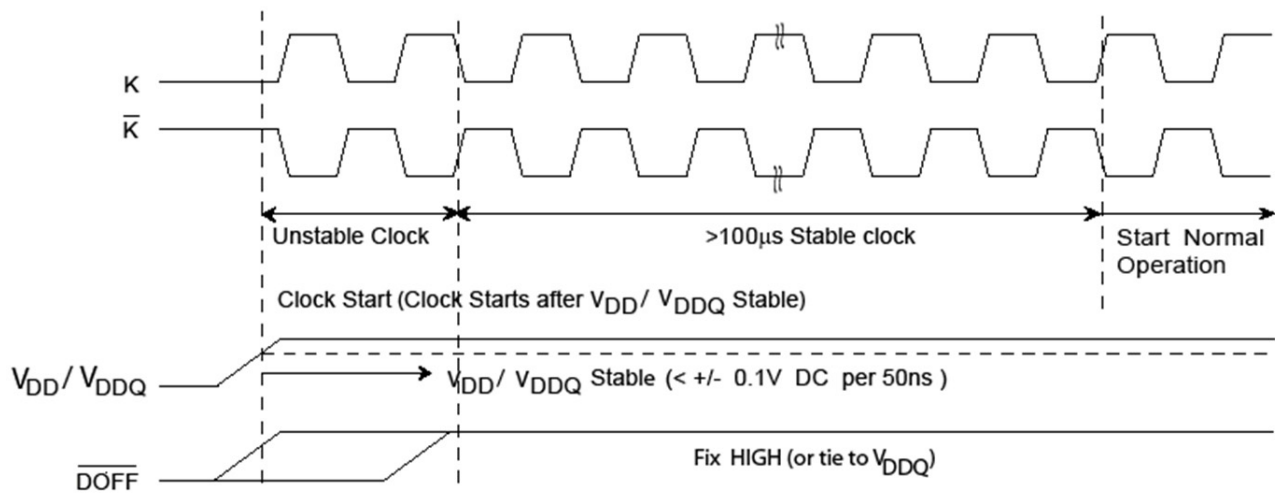 K
K̅
Unstable Clock
>100μs Stable clock
Start Normal
Operation
Clock Start (Clock Starts after VDD/ VDDQ Stable)
VDD/ VDDQ
VDD/ VDDQ Stable (< +/- 0.1V DC per 50ns )
D̅O̅F̅F̅
Fix HIGH (or tie to VDDQ)